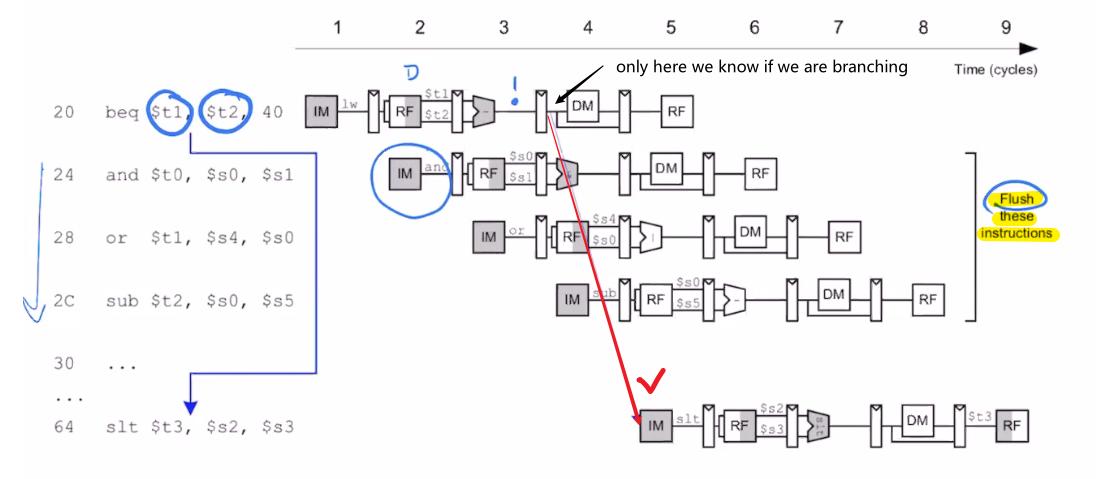 1 2 3 4 5 6 7 8 9
Time (cycles)
D
!
only here we know if we are branching
20 beq $t1, $t2, 40 IM lw RF $t1 $t2 - DM RF
24 and $t0, $s0, $s1 IM and RF $s0 $s1 & DM RF
28 or $t1, $s4, $s0 IM or RF $s4 $s0 | DM RF
2C sub $t2, $s0, $s5 IM sub RF $s0 $s5 - DM RF
Flush
these
instructions
30 ...
...
64 slt $t3, $s2, $s3 IM slt RF $s2 $s3 slt DM $t3 RF